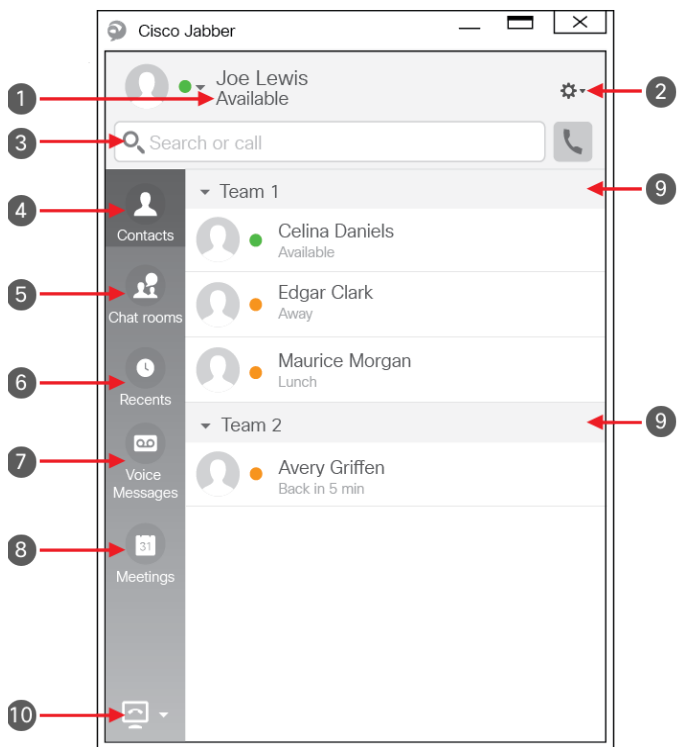 Cisco Jabber
Joe Lewis
1
Available
2
3
Search or call
Team 1
9
4
Contacts
Celina Daniels
Available
5
Chat rooms
Edgar Clark
Away
6
Recents
Maurice Morgan
Lunch
Team 2
9
7
Voice
Messages
Avery Griffen
Back in 5 min
8
31
Meetings
10